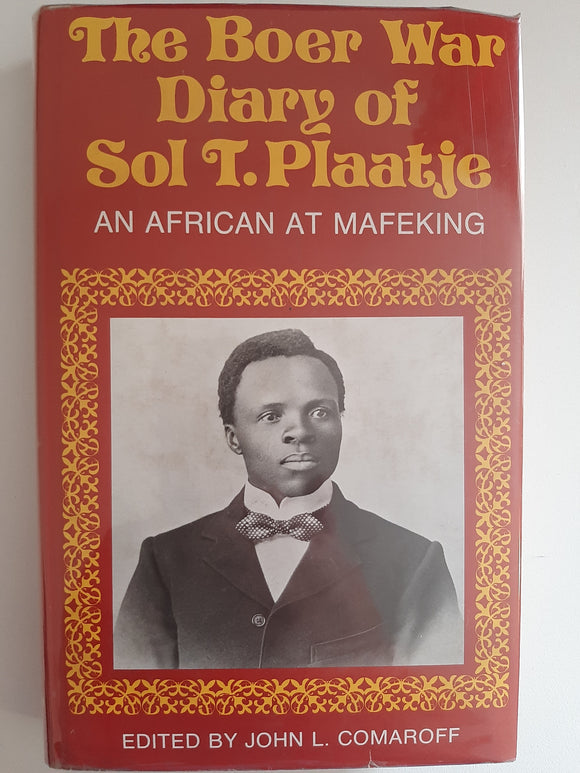 The Boer War
Diary of
Sol T. Plaatje
AN AFRICAN AT MAFEKING
EDITED BY JOHN L. COMAROFF